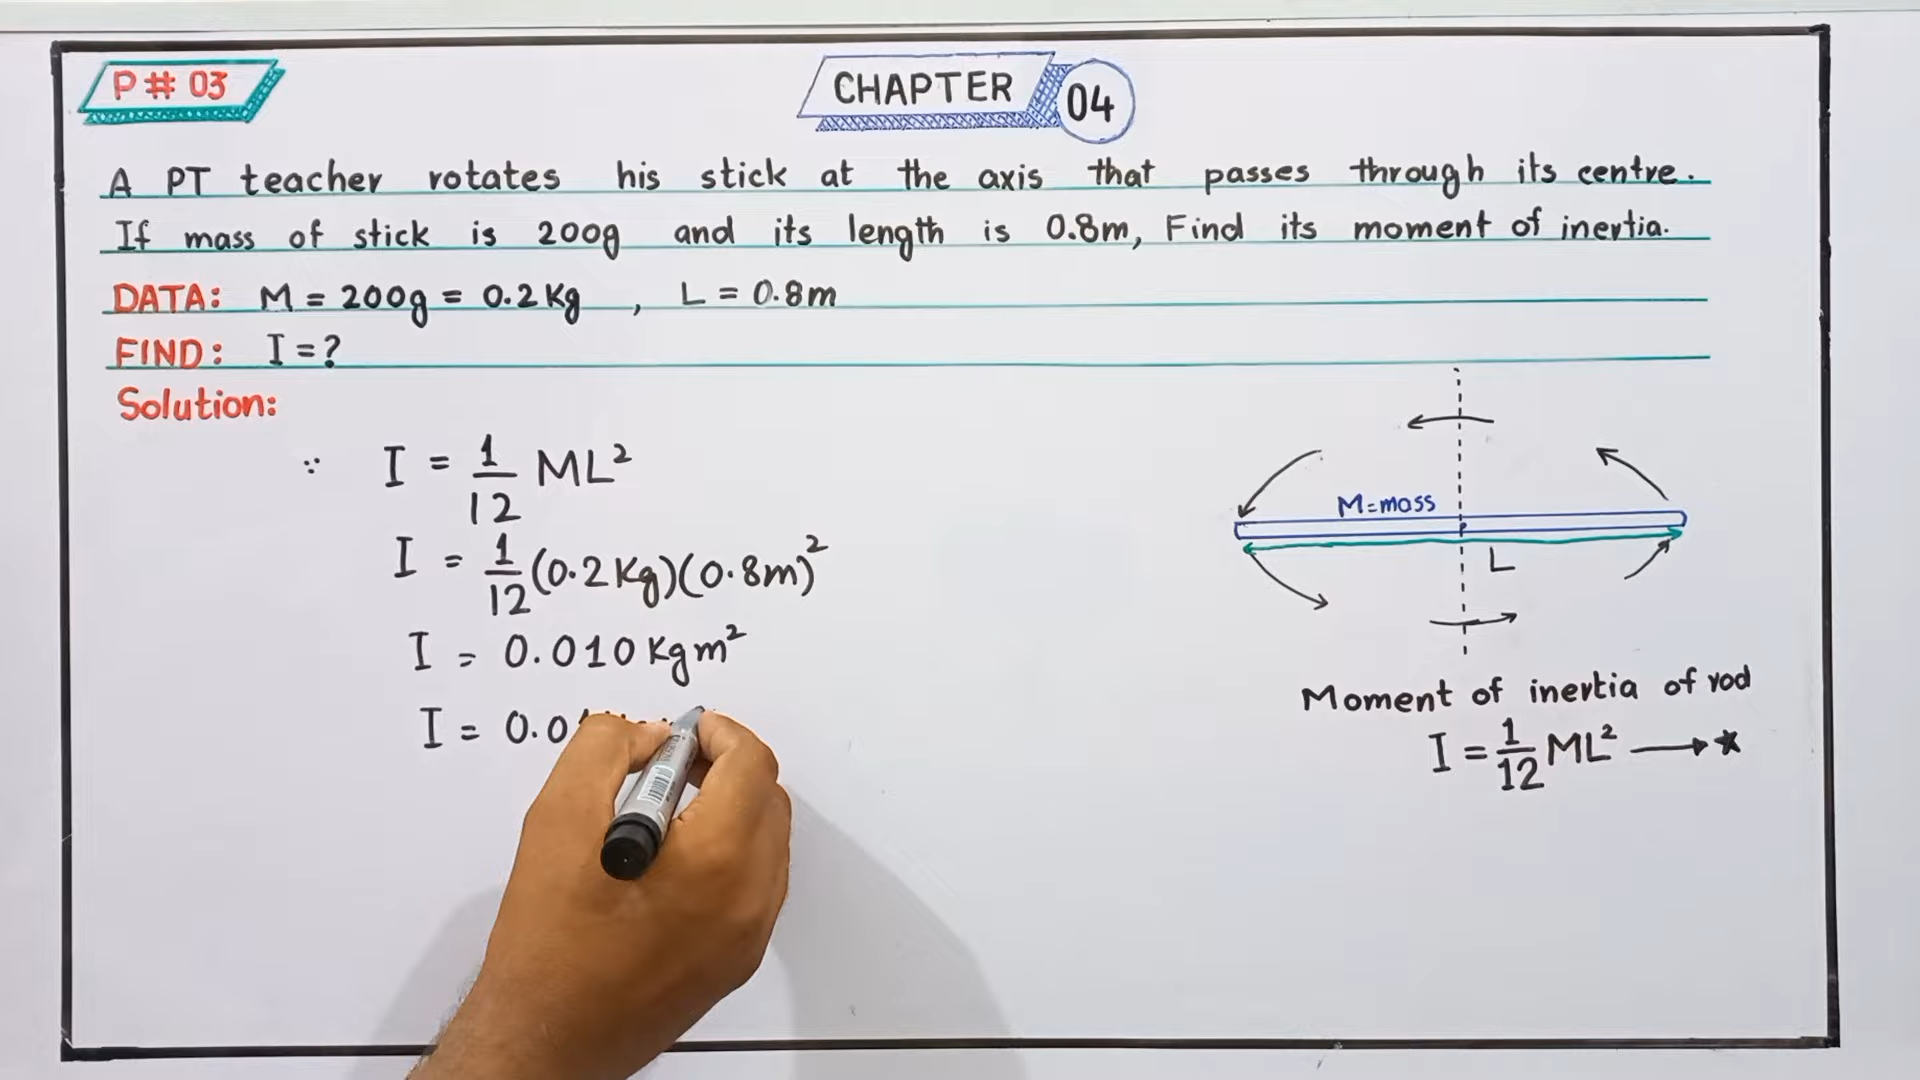 P # 03
CHAPTER 04
A PT teacher rotates his stick at the axis that passes through its centre.
If mass of stick is 200g and its length is 0.8m, Find its moment of inertia.
DATA: M = 200g = 0.2 Kg , L = 0.8m
FIND: I = ?
Solution:
∵ I = 1/12 ML²
I = 1/12 (0.2 Kg)(0.8m)²
I = 0.010 Kgm²
I = 0.0
M=mass
L
Moment of inertia of rod
I = 1/12 ML² → *